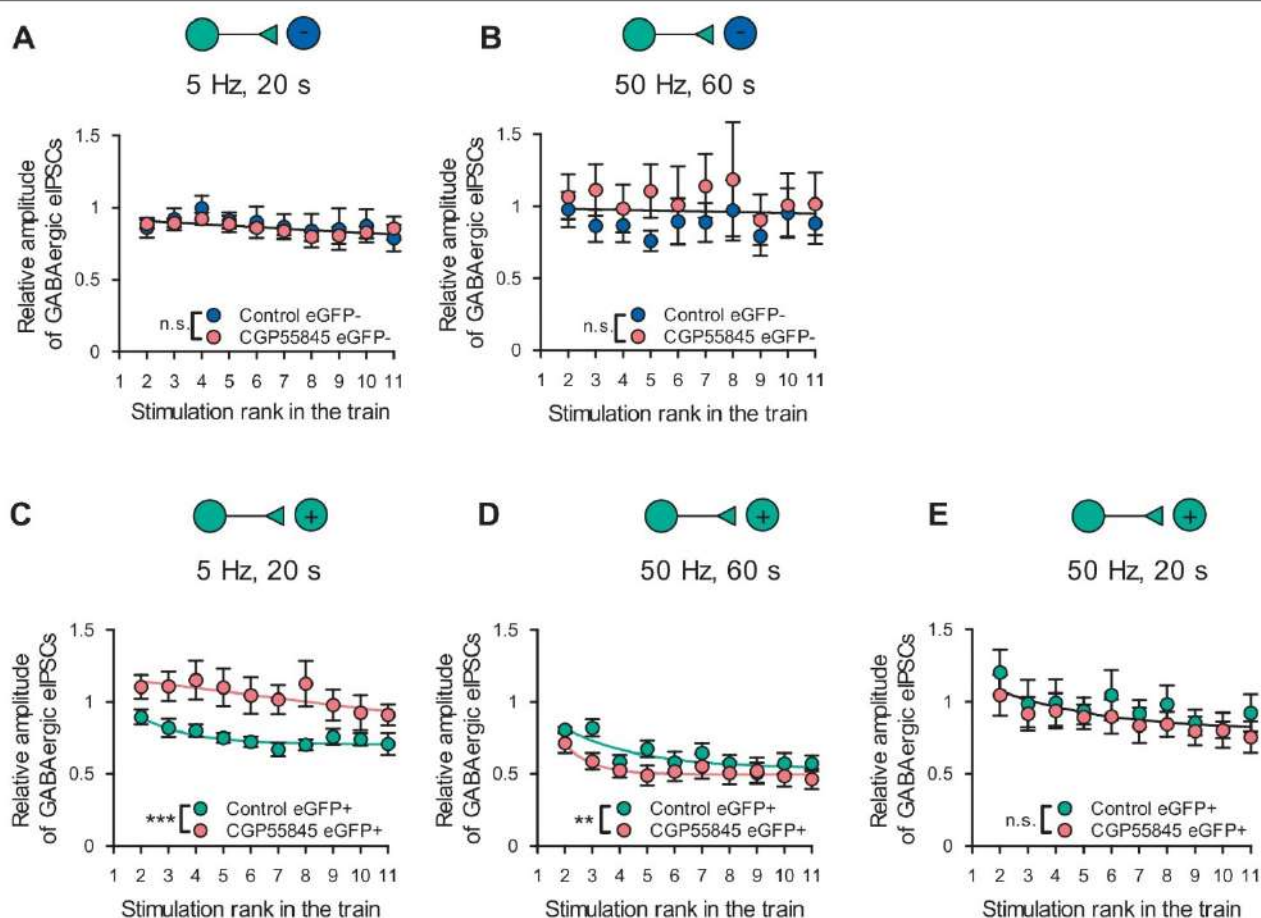 A
5 Hz, 20 s
Relative amplitude
of GABAergic eIPSCs
1.5
1
0.5
0
n.s.
Control eGFP-
CGP55845 eGFP-
1 2 3 4 5 6 7 8 9 10 11
Stimulation rank in the train
B
-
50 Hz, 60 s
Relative amplitude
of GABAergic eIPSCs
1.5
1
0.5
0
n.s.
Control eGFP-
CGP55845 eGFP-
1 2 3 4 5 6 7 8 9 10 11
Stimulation rank in the train
C
+
5 Hz, 20 s
Relative amplitude
of GABAergic eIPSCs
1.5
1
0.5
0
***
Control eGFP+
CGP55845 eGFP+
1 2 3 4 5 6 7 8 9 10 11
Stimulation rank in the train
D
+
50 Hz, 60 s
Relative amplitude
of GABAergic eIPSCs
1.5
1
0.5
0
**
Control eGFP+
CGP55845 eGFP+
1 2 3 4 5 6 7 8 9 10 11
Stimulation rank in the train
E
+
50 Hz, 20 s
Relative amplitude
of GABAergic eIPSCs
1.5
1
0.5
0
n.s.
Control eGFP+
CGP55845 eGFP+
1 2 3 4 5 6 7 8 9 10 11
Stimulation rank in the train